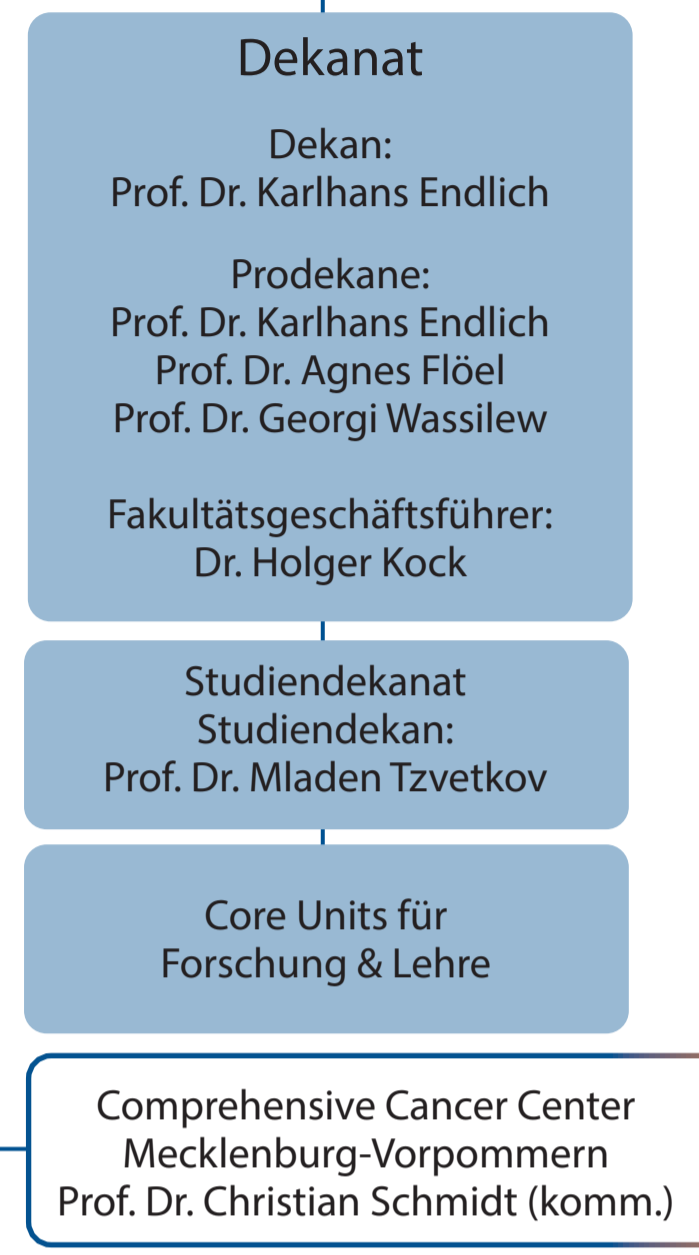 Dekanat
Dekan:
Prof. Dr. Karlhans Endlich
Prodekane:
Prof. Dr. Karlhans Endlich
Prof. Dr. Agnes Flöel
Prof. Dr. Georgi Wassilew
Fakultätsgeschäftsführer:
Dr. Holger Kock
Studiendekanat
Studiendekan:
Prof. Dr. Mladen Tzvetkov
Core Units für
Forschung & Lehre
Comprehensive Cancer Center
Mecklenburg-Vorpommern
Prof. Dr. Christian Schmidt (komm.)